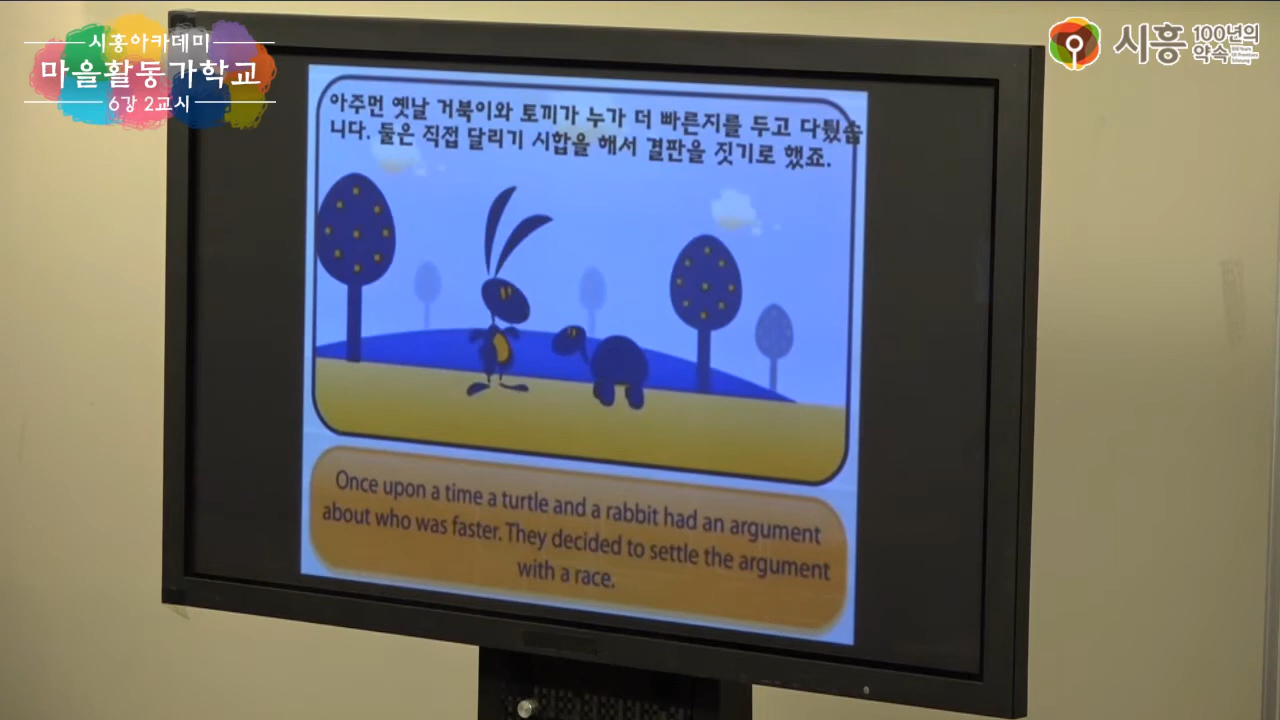 시흥아카데미
마을활동가학교
6강 2교시
시흥 100년의
약속
아주먼 옛날 거북이와 토끼가 누가 더 빠른지를 두고 다퉜습
니다. 둘은 직접 달리기 시합을 해서 결판을 짓기로 했죠.
Once upon a time a turtle and a rabbit had an argument
about who was faster. They decided to settle the argument
with a race.